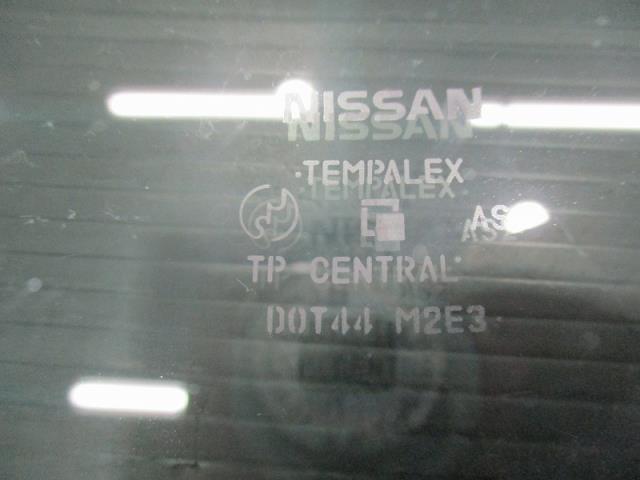 NISSAN
·TEMPALEX
AS
TP CENTRAL
DOT44 M2E3